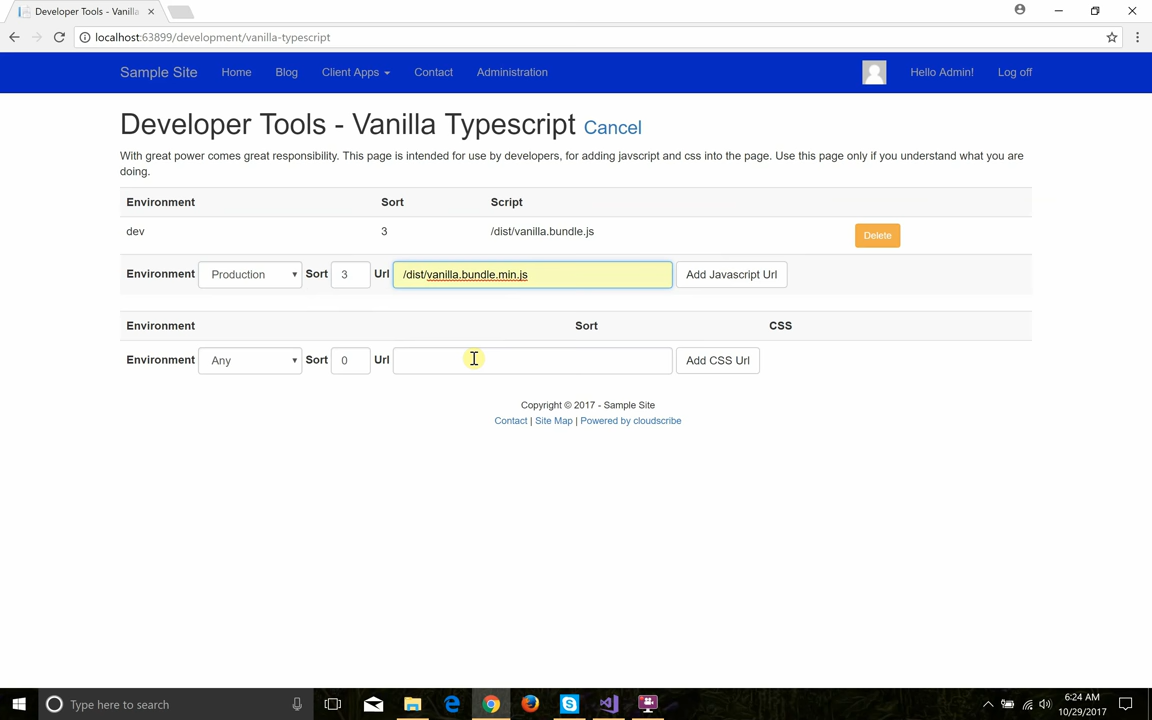 Developer Tools - Vanilla
localhost:63899/development/vanilla-typescript
Sample Site Home Blog Client Apps Contact Administration Hello Admin! Log off
Developer Tools - Vanilla Typescript Cancel
With great power comes great responsibility. This page is intended for use by developers, for adding javscript and css into the page. Use this page only if you understand what you are
doing.
Environment Sort Script
dev 3 /dist/vanilla.bundle.js Delete
Environment Production Sort 3 Url /dist/vanilla.bundle.min.js Add Javascript Url
Environment Sort CSS
Environment Any Sort 0 Url Add CSS Url
Copyright © 2017 - Sample Site
Contact | Site Map | Powered by cloudscribe
Type here to search
6:24 AM
10/29/2017